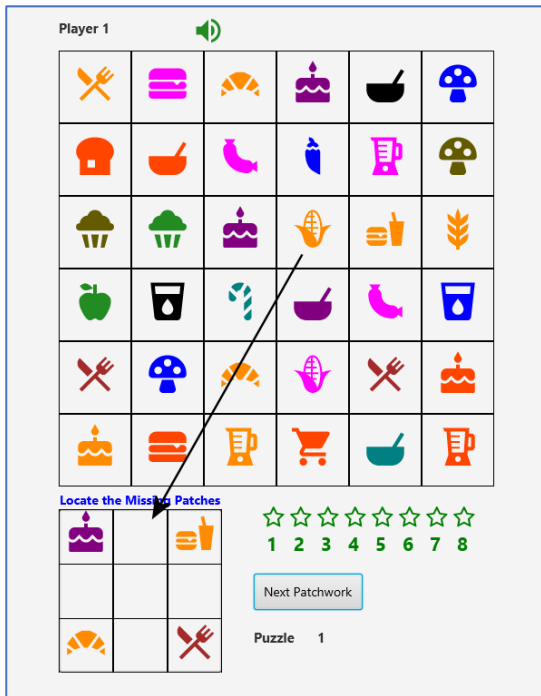 Player 1
Locate the Missing Patches
1 2 3 4 5 6 7 8
Next Patchwork
Puzzle 1